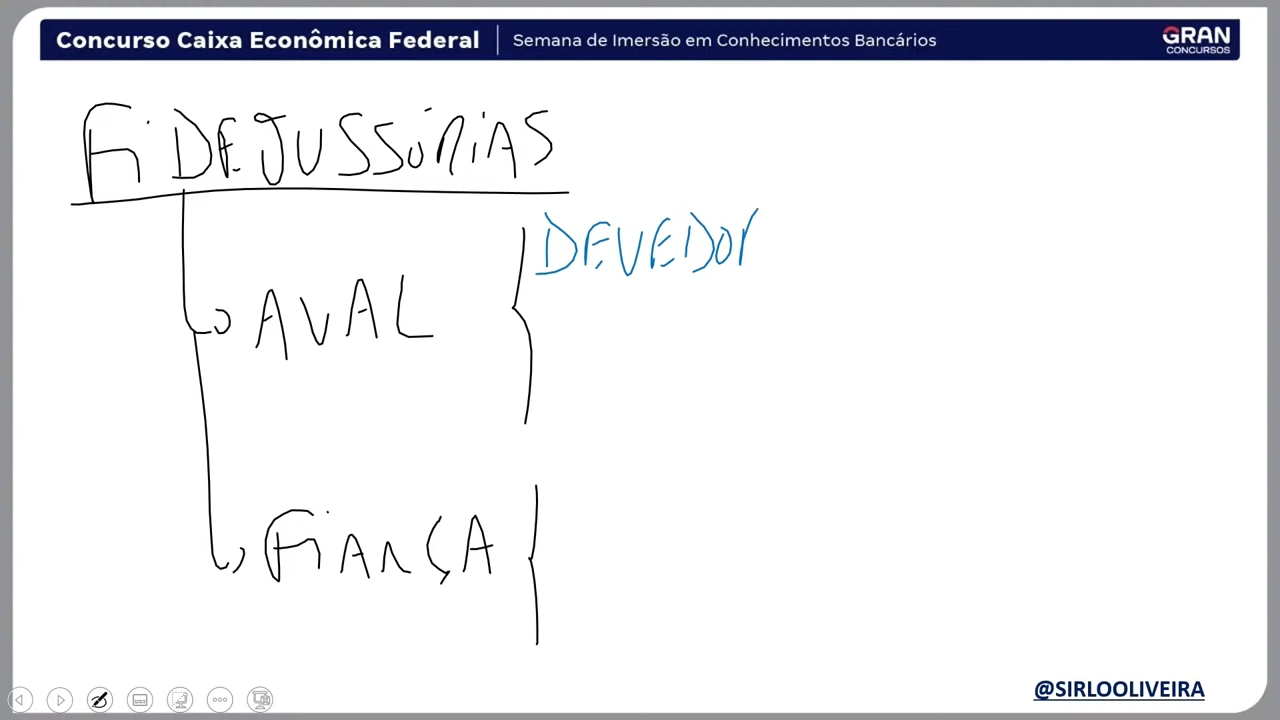 Concurso Caixa Econômica Federal | Semana de Imersão em Conhecimentos Bancários
GRAN
CONCURSOS
FIDEJUSSÓRIAS
DEVEDOR
AVAL
FIANÇA
@SIRLOOLIVEIRA